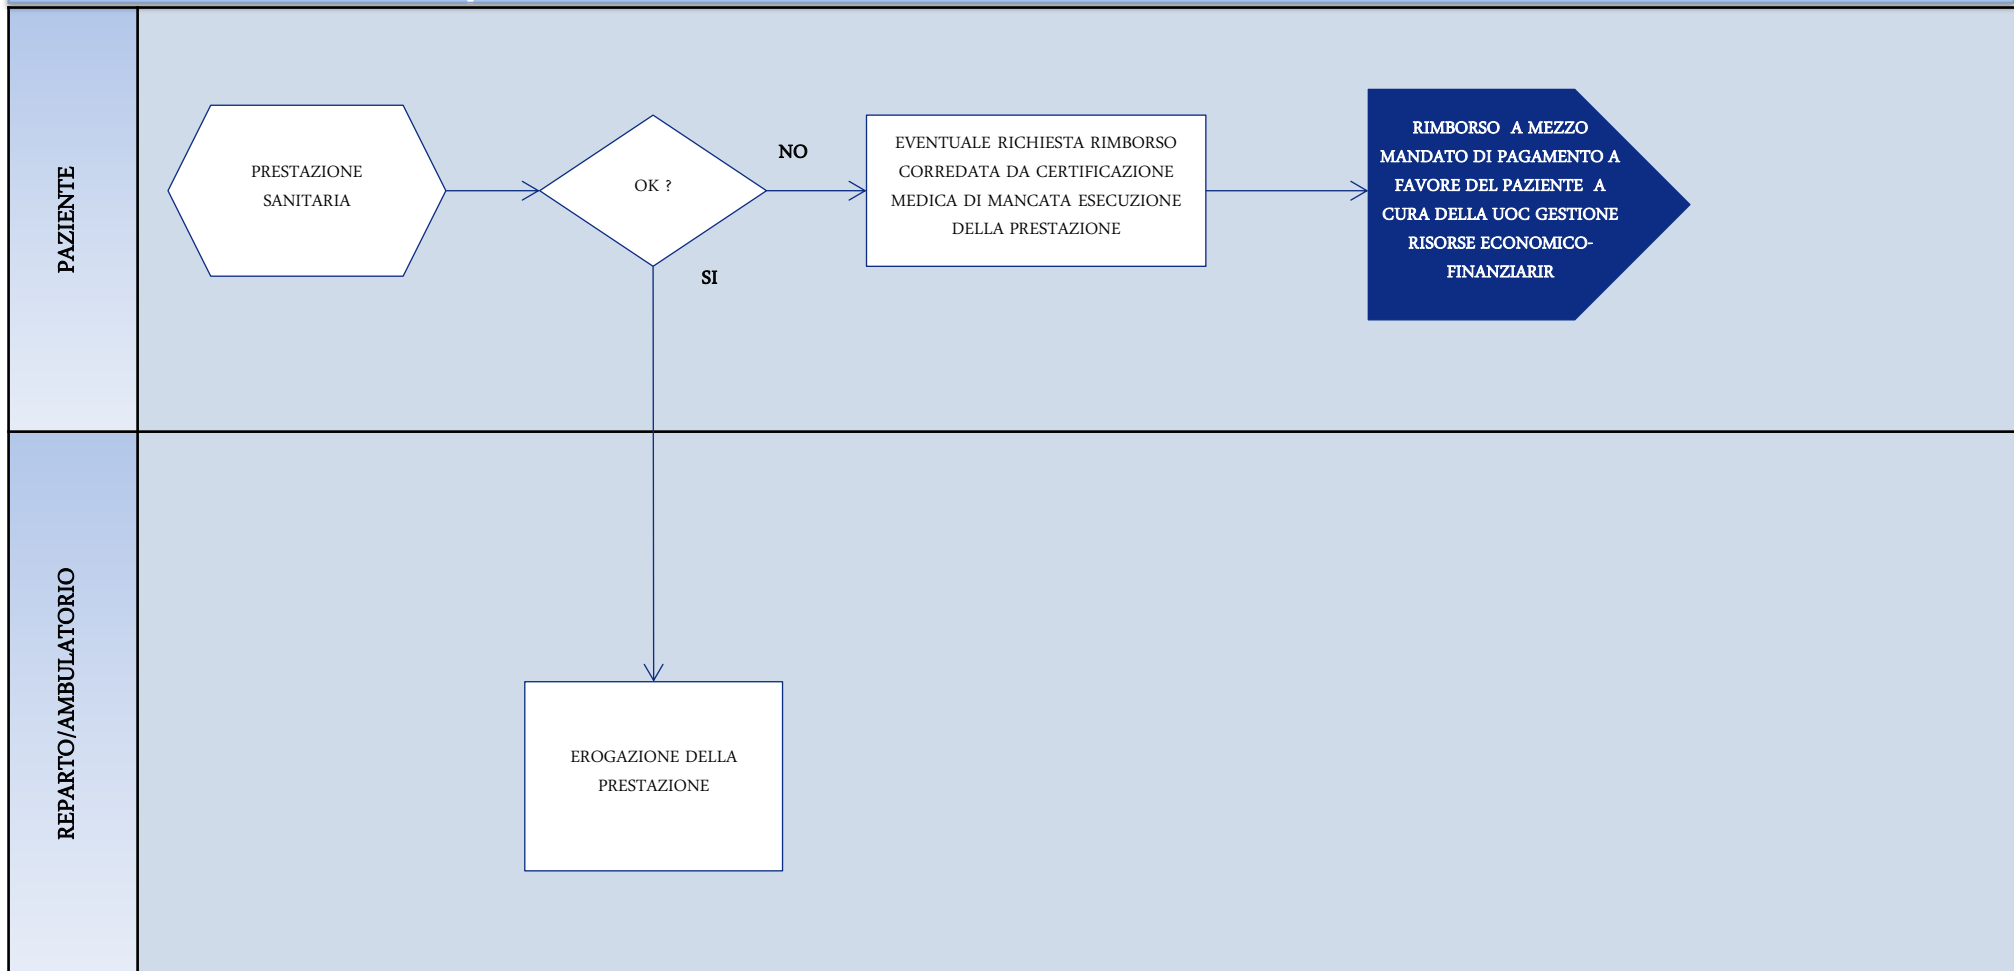 PAZIENTE
PRESTAZIONE
SANITARIA
OK ?
NO
SI
EVENTUALE RICHIESTA RIMBORSO
CORREDATA DA CERTIFICAZIONE
MEDICA DI MANCATA ESECUZIONE
DELLA PRESTAZIONE
RIMBORSO A MEZZO
MANDATO DI PAGAMENTO A
FAVORE DEL PAZIENTE A
CURA DELLA UOC GESTIONE
RISORSE ECONOMICO-
FINANZIARIR
REPARTO/AMBULATORIO
EROGAZIONE DELLA
PRESTAZIONE